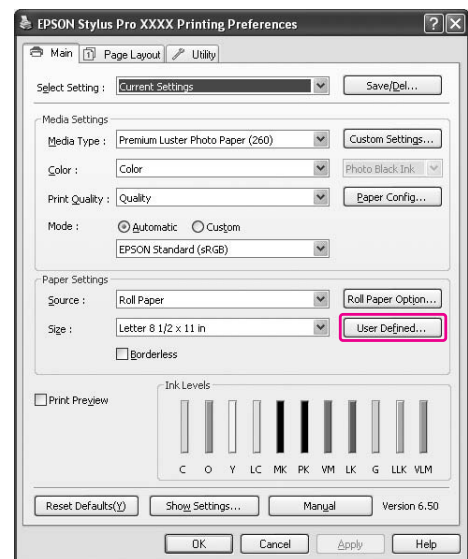 EPSON Stylus Pro XXXX Printing Preferences
Main Page Layout Utility
Select Setting : Current Settings Save/Del...
Media Settings
Media Type : Premium Luster Photo Paper (260) Custom Settings...
Color : Color Photo Black Ink
Print Quality : Quality Paper Config...
Mode : Automatic Custom
EPSON Standard (sRGB)
Paper Settings
Source : Roll Paper Roll Paper Option...
Size : Letter 8 1/2 x 11 in User Defined...
Borderless
Print Preview
Ink Levels
C O Y LC MK PK VM LK G LLK VLM
Reset Defaults(Y) Show Settings... Manual Version 6.50
OK Cancel Apply Help